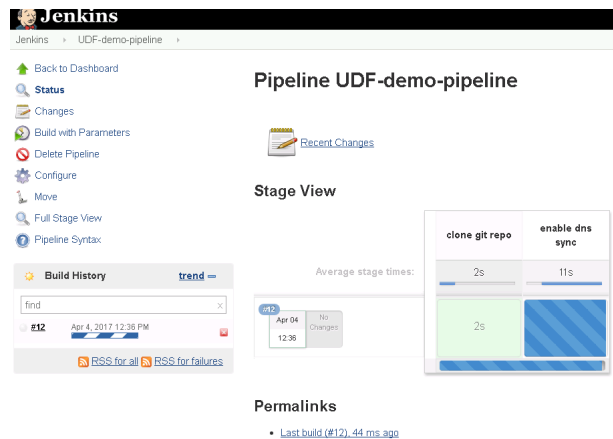 Jenkins
Jenkins › UDF-demo-pipeline ›
Back to Dashboard
Status
Changes
Build with Parameters
Delete Pipeline
Configure
Move
Full Stage View
Pipeline Syntax
Build History
trend
find x
#12 Apr 4, 2017 12:36 PM
RSS for all RSS for failures
Pipeline UDF-demo-pipeline
Recent Changes
Stage View
clone git repo
enable dns
sync
Average stage times:
2s
11s
#12
Apr 04
12:36
No
Changes
2s
Permalinks
• Last build (#12), 44 ms ago